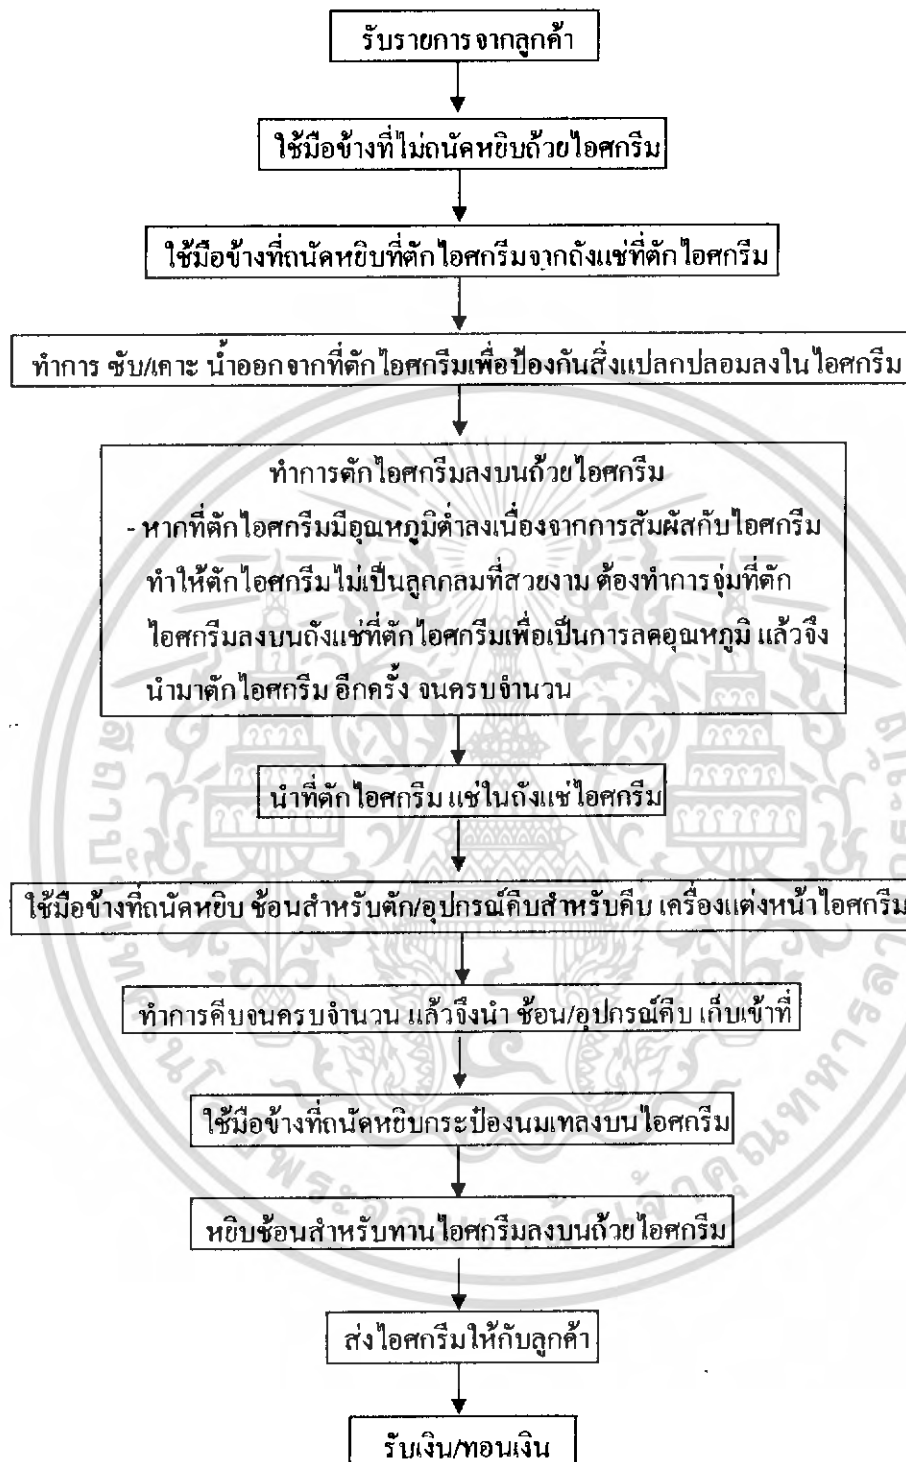 รับรายการจากลูกค้า
ใช้มือข้างที่ไม่ถนัดหยิบถ้วยไอศกรีม
ใช้มือข้างที่ถนัดหยิบที่ตักไอศกรีมจากถังแช่ที่ตักไอศกรีม
ทำการ ซับ/เคาะ น้ำออกจากที่ตักไอศกรีมเพื่อป้องกันสิ่งแปลกปลอมลงในไอศกรีม
ทำการตักไอศกรีมลงบนถ้วยไอศกรีม
- หากที่ตักไอศกรีมมีอุณหภูมิต่ำลงเนื่องจากการสัมผัสกับไอศกรีม
ทำให้ตักไอศกรีมไม่เป็นลูกกลมที่สวยงาม ต้องทำการจุ่มที่ตัก
ไอศกรีมลงบนถังแช่ที่ตักไอศกรีมเพื่อเป็นการลดอุณหภูมิ แล้วจึง
นำมาตักไอศกรีม อีกครั้ง จนครบจำนวน
นำที่ตักไอศกรีม แช่ในถังแช่ไอศกรีม
ใช้มือข้างที่ถนัดหยิบ ช้อนสำหรับตัก/อุปกรณ์คีบสำหรับคีบ เครื่องแต่งหน้าไอศกรีม
ทำการคีบจนครบจำนวน แล้วจึงนำ ช้อน/อุปกรณ์คีบ เก็บเข้าที่
ใช้มือข้างที่ถนัดหยิบกระป๋องนมเทลงบนไอศกรีม
หยิบช้อนสำหรับทานไอศกรีมลงบนถ้วยไอศกรีม
ส่งไอศกรีมให้กับลูกค้า
รับเงิน/ทอนเงิน